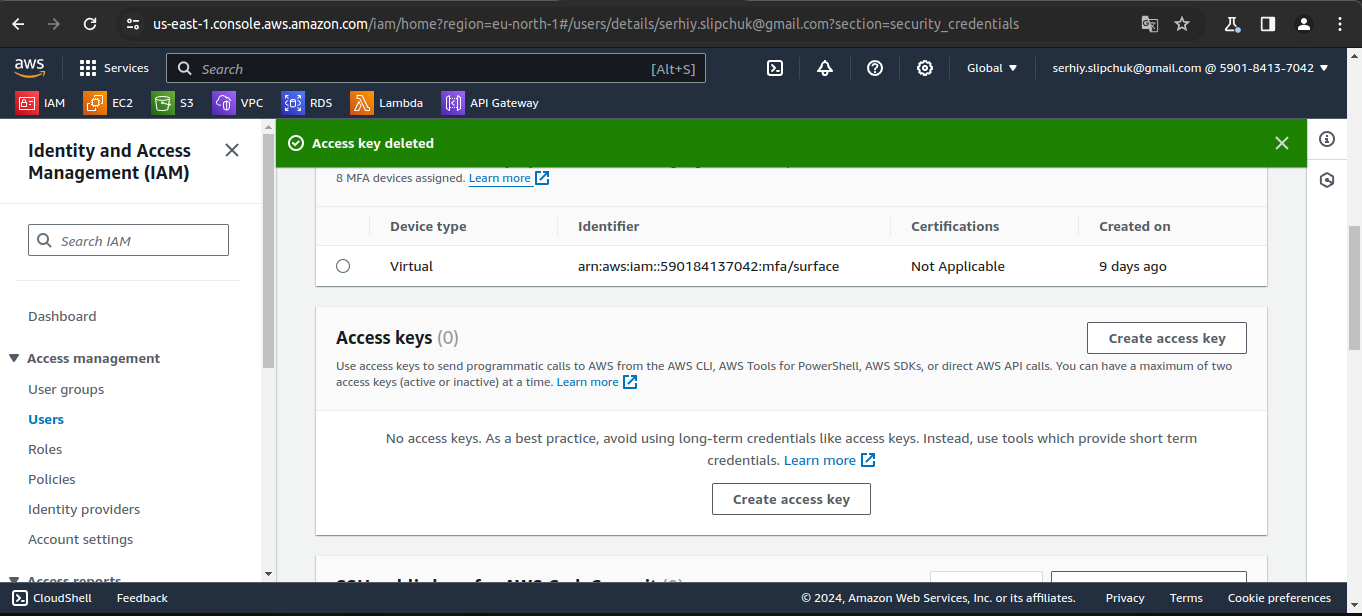 us-east-1.console.aws.amazon.com/iam/home?region=eu-north-1#/users/details/serhiy.slipchuk@gmail.com?section=security_credentials
aws
Services
Search
[Alt+S]
Global
serhiy.slipchuk@gmail.com @ 5901-8413-7042
IAM
EC2
S3
VPC
RDS
Lambda
API Gateway
Identity and Access
Management (IAM)
Search IAM
Dashboard
Access management
User groups
Users
Roles
Policies
Identity providers
Account settings
Access reports
Access key deleted
8 MFA devices assigned. Learn more
Device type
Identifier
Certifications
Created on
Virtual
arn:aws:iam::590184137042:mfa/surface
Not Applicable
9 days ago
Access keys (0)
Create access key
Use access keys to send programmatic calls to AWS from the AWS CLI, AWS Tools for PowerShell, AWS SDKs, or direct AWS API calls. You can have a maximum of two
access keys (active or inactive) at a time. Learn more
No access keys. As a best practice, avoid using long-term credentials like access keys. Instead, use tools which provide short term
credentials. Learn more
Create access key
CloudShell
Feedback
© 2024, Amazon Web Services, Inc. or its affiliates.
Privacy
Terms
Cookie preferences